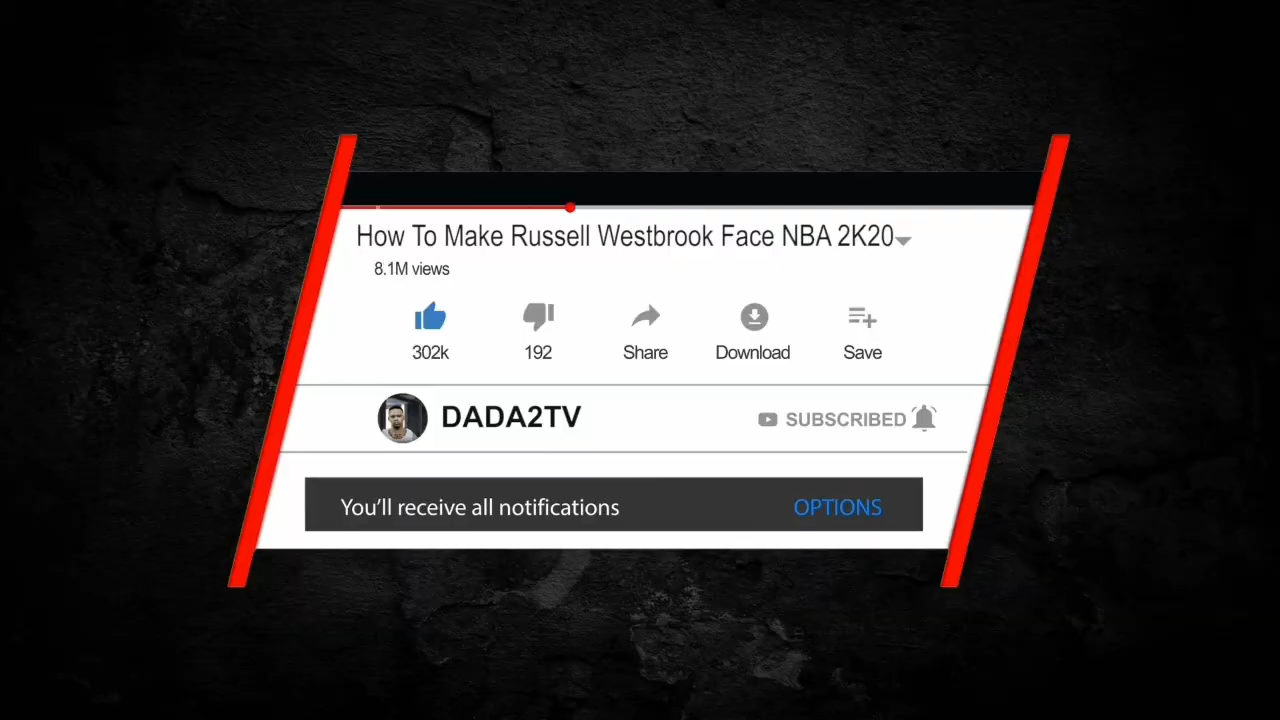 How To Make Russell Westbrook Face NBA 2K20
8.1M views
302k 192 Share Download Save
DADA2TV SUBSCRIBED
You’ll receive all notifications OPTIONS